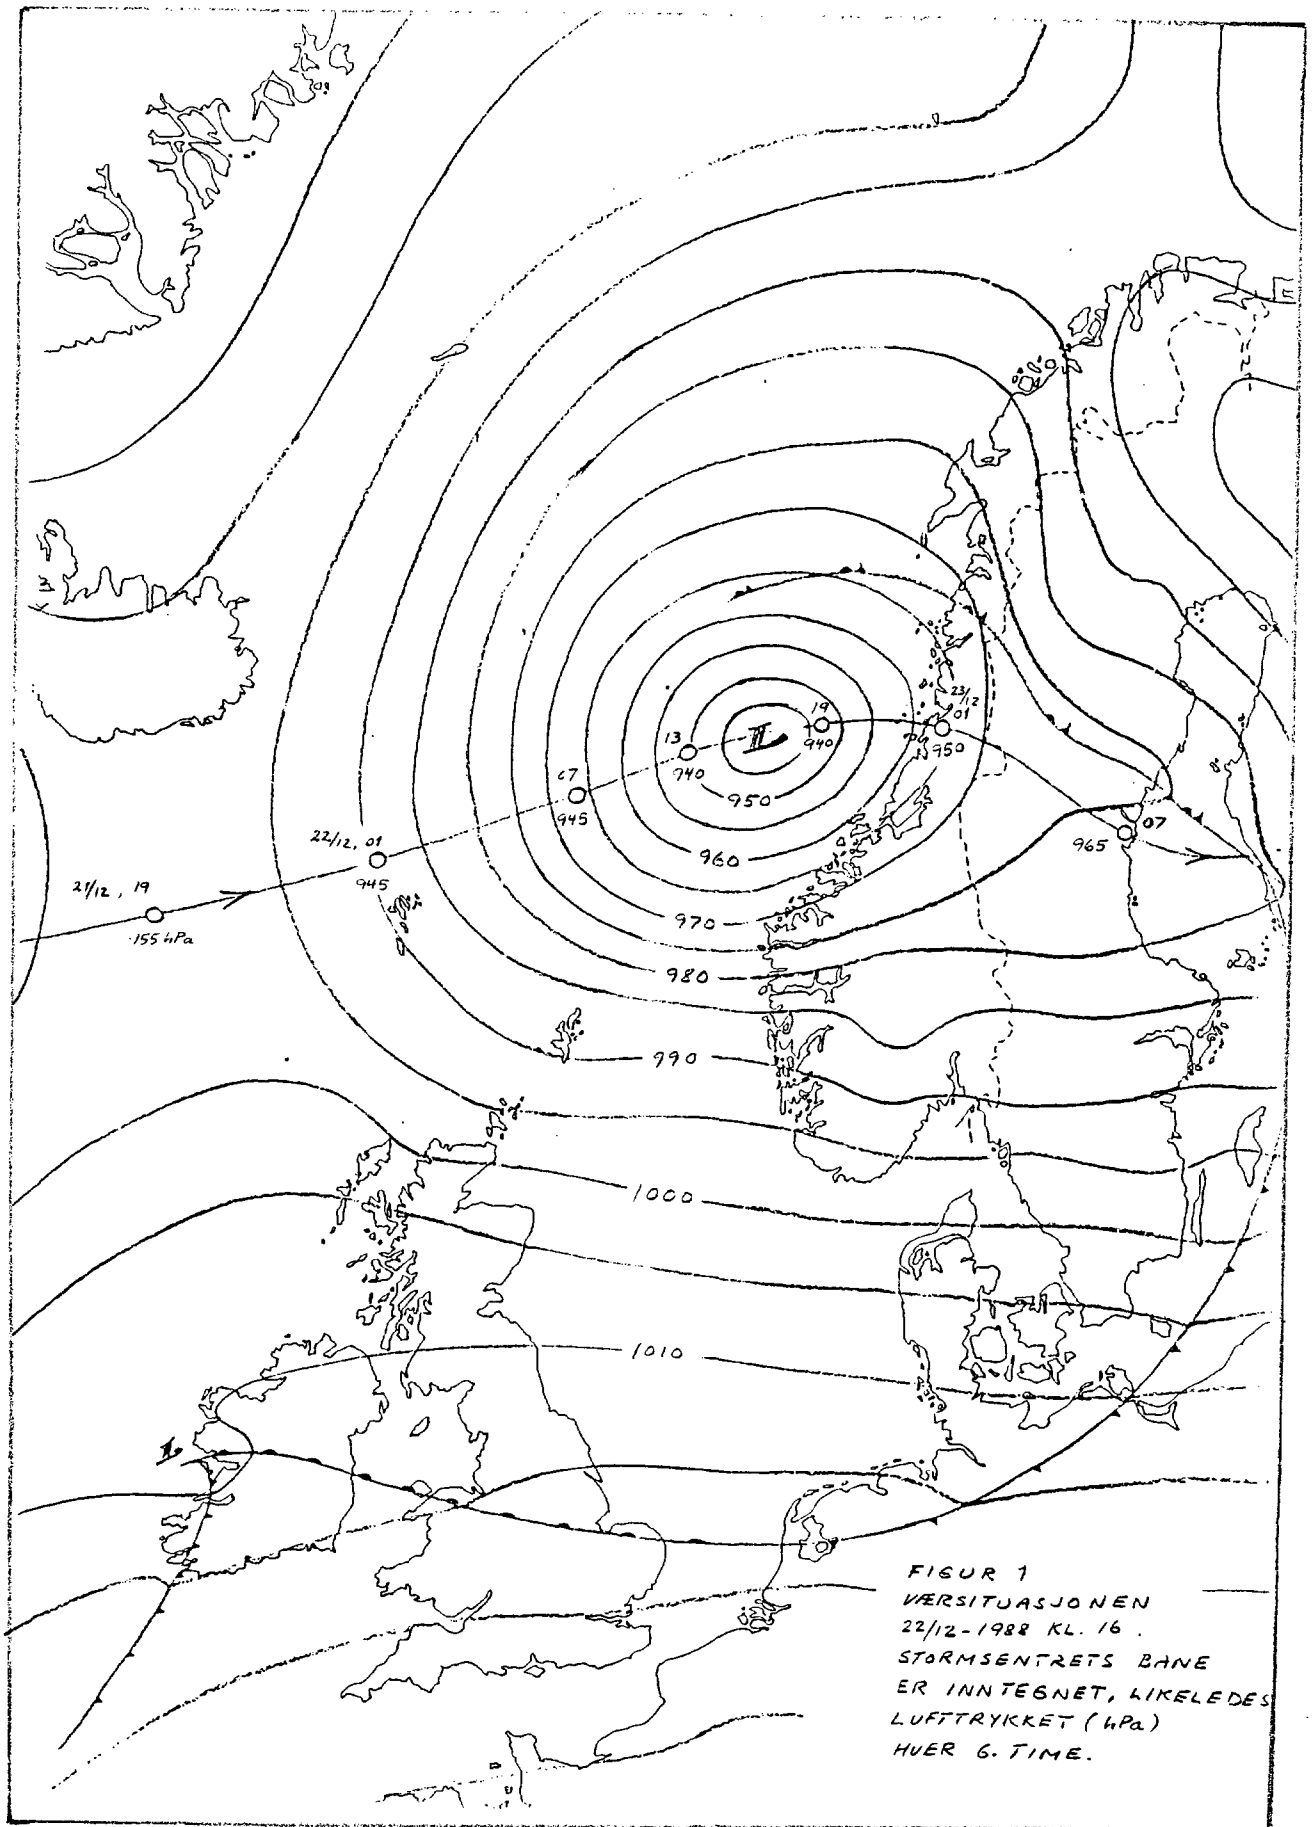 23/12
01
19
940
950
13
940
950
07
945
960
07
965
22/12, 01
945
21/12, 19
155 hPa
970
980
990
1000
1010
L
L
FIGUR 1
VÆRSITUASJONEN
22/12-1988 KL. 16.
STORMSENTRETS BANE
ER INNTEGNET, LIKELEDES
LUFTTRYKKET (hPa)
HVER 6. TIME.